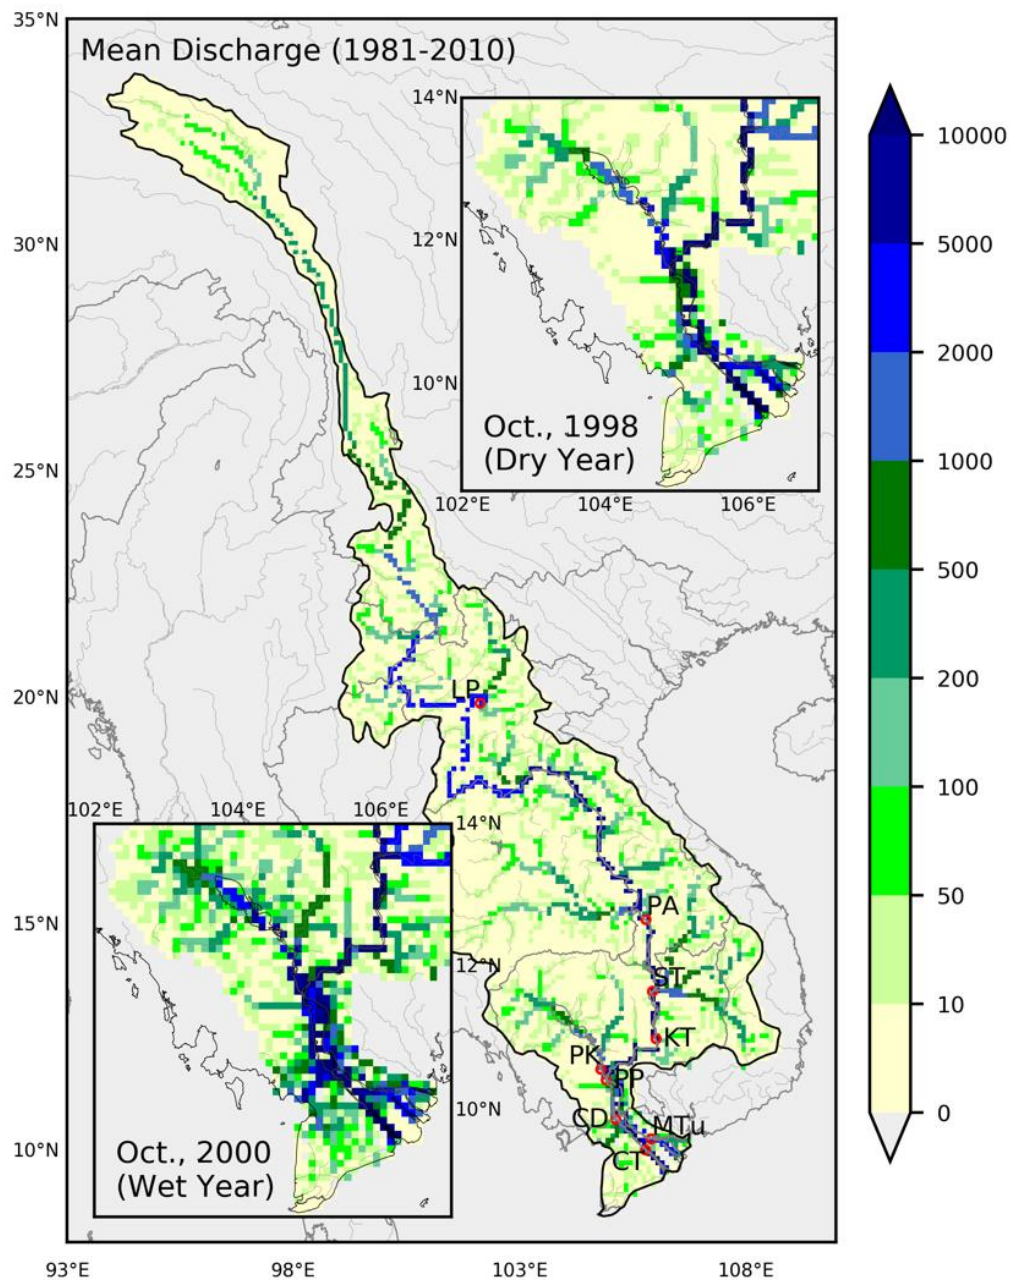 Mean Discharge (1981-2010)
35°N
30°N
25°N
20°N
15°N
10°N
93°E
98°E
103°E
108°E
14°N
12°N
10°N
102°E
104°E
106°E
Oct., 1998
(Dry Year)
LP
PA
ST
KT
PK
PP
CD
MTu
CT
102°E
104°E
106°E
14°N
12°N
10°N
Oct., 2000
(Wet Year)
10000
5000
2000
1000
500
200
100
50
10
0